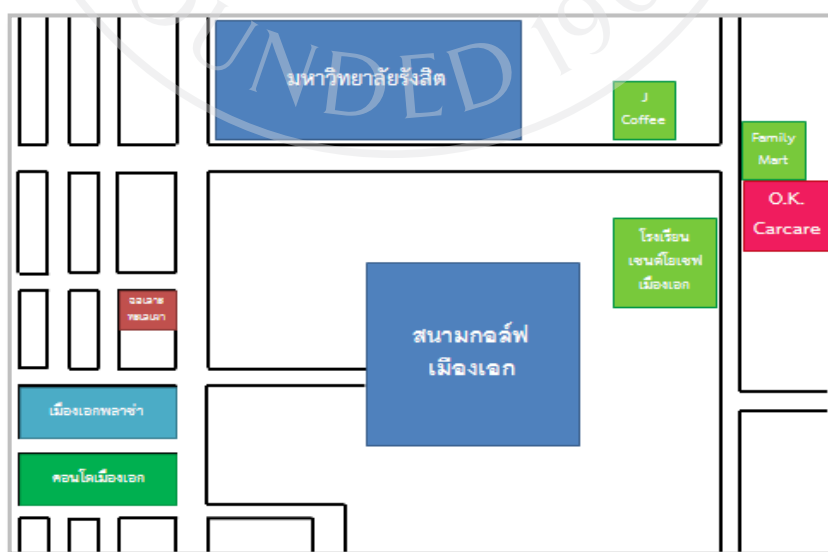 OUNDED 196
มหาวิทยาลัยรังสิต
J
Coffee
Family
Mart
O.K.
Carcare
โรงเรียน
เซนต์โยเซฟ
เมืองเอก
สนามกอล์ฟ
เมืองเอก
เมืองเอกพลาซ่า
คอนโดเมืองเอก